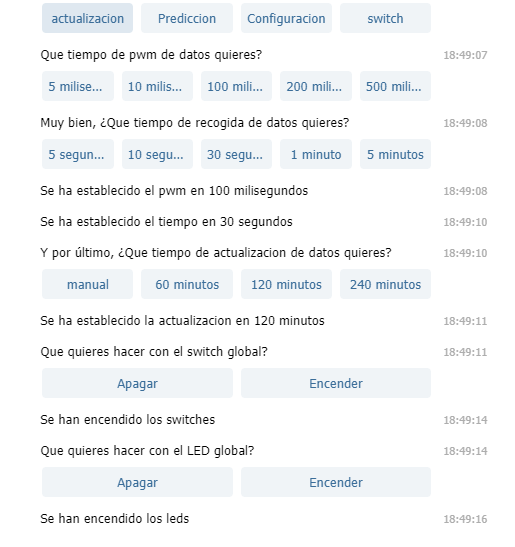 actualizacion Prediccion Configuracion switch
Que tiempo de pwm de datos quieres? 18:49:07
5 milise... 10 milis... 100 mili... 200 mili... 500 mili...
Muy bien, ¿Que tiempo de recogida de datos quieres? 18:49:08
5 segun... 10 segu... 30 segu... 1 minuto 5 minutos
Se ha establecido el pwm en 100 milisegundos 18:49:08
Se ha establecido el tiempo en 30 segundos 18:49:10
Y por último, ¿Que tiempo de actualizacion de datos quieres? 18:49:10
manual 60 minutos 120 minutos 240 minutos
Se ha establecido la actualizacion en 120 minutos 18:49:11
Que quieres hacer con el switch global? 18:49:11
Apagar Encender
Se han encendido los switches 18:49:14
Que quieres hacer con el LED global? 18:49:14
Apagar Encender
Se han encendido los leds 18:49:16